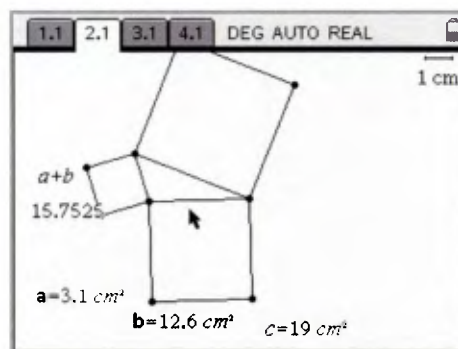 1.1 2.1 3.1 4.1 DEG AUTO REAL
1 cm
a+b
15.7525
a=3.1 cm²
b=12.6 cm²
c=19 cm²